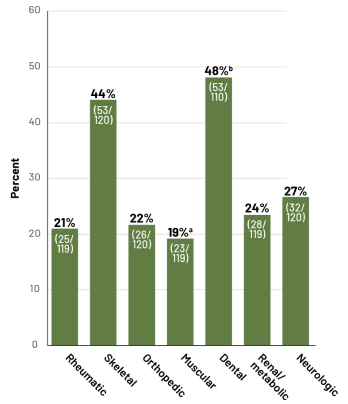 60
50
40
30
20
10
0
Percent
21%
(25/
119)
44%
(53/
120)
22%
(26/
120)
19%a
(23/
119)
48%b
(53/
110)
24%
(28/
119)
27%
(32/
120)
Rheumatic
Skeletal
Orthopedic
Muscular
Dental
Renal/
metabolic
Neurologic